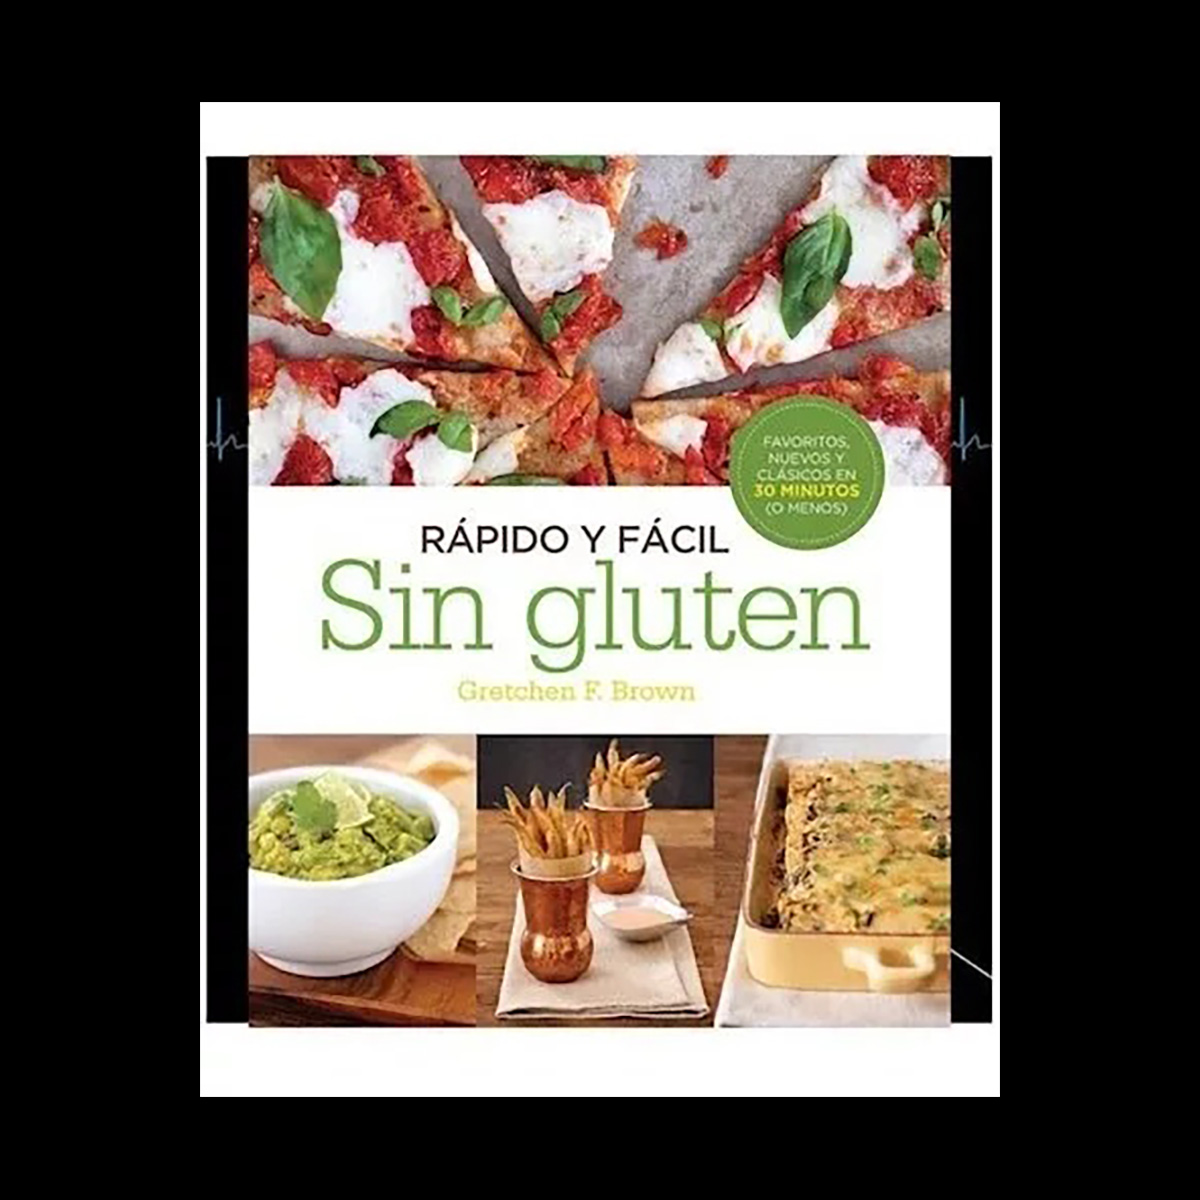 FAVORITOS,
NUEVOS Y
CLÁSICOS EN
30 MINUTOS
(O MENOS)
RÁPIDO Y FÁCIL
Sin gluten
Gretchen F. Brown